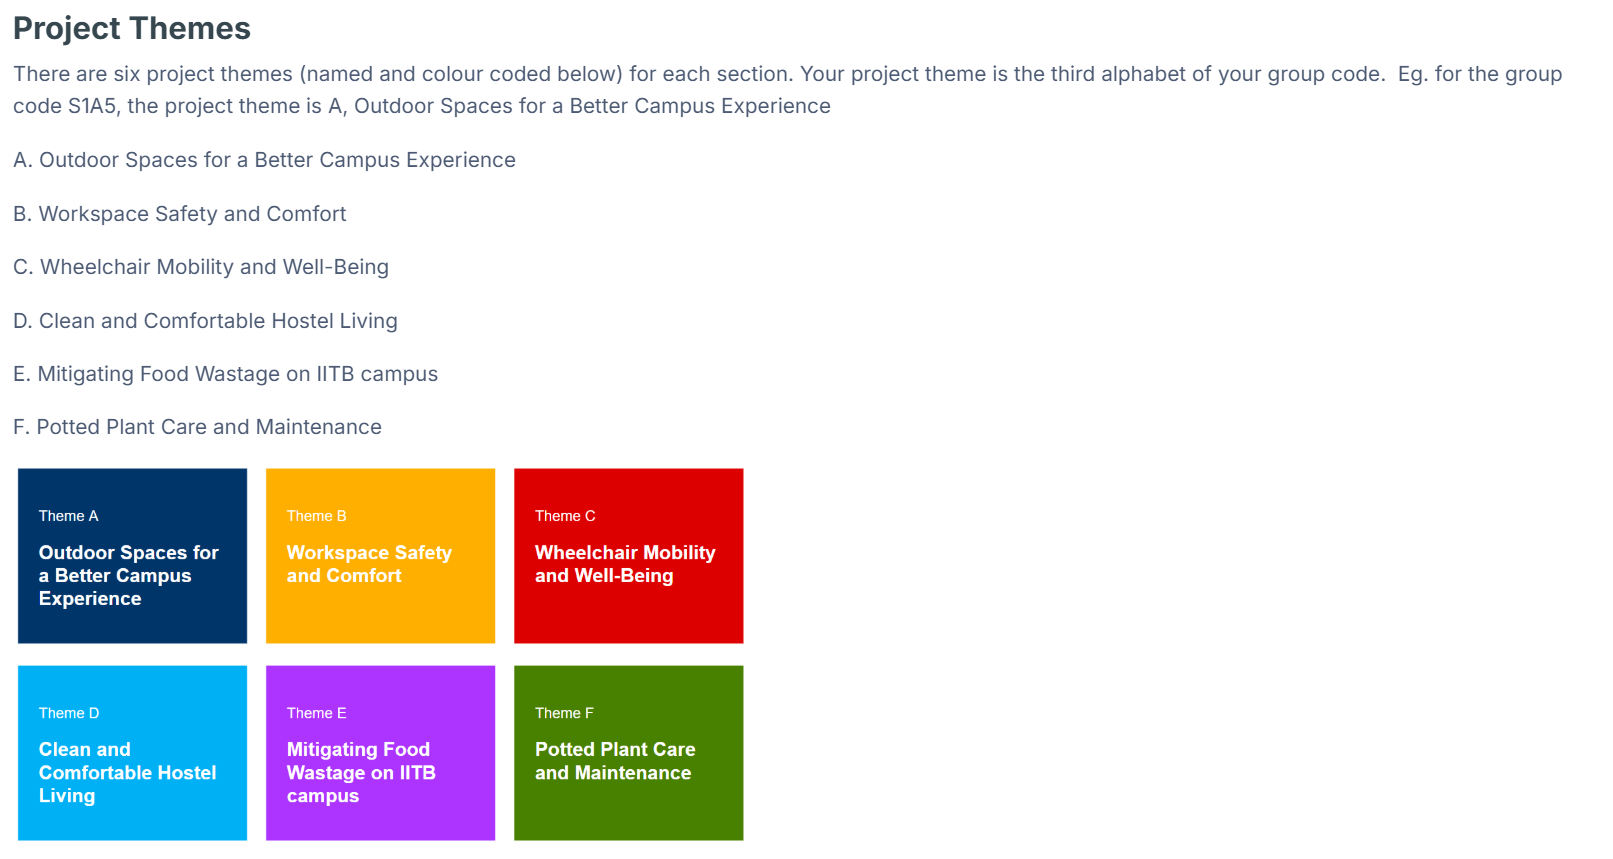 Project Themes
There are six project themes (named and colour coded below) for each section. Your project theme is the third alphabet of your group code.  Eg. for the group
code S1A5, the project theme is A, Outdoor Spaces for a Better Campus Experience
A. Outdoor Spaces for a Better Campus Experience
B. Workspace Safety and Comfort
C. Wheelchair Mobility and Well-Being
D. Clean and Comfortable Hostel Living
E. Mitigating Food Wastage on IITB campus
F. Potted Plant Care and Maintenance
Theme A
Outdoor Spaces for
a Better Campus
Experience
Theme B
Workspace Safety
and Comfort
Theme C
Wheelchair Mobility
and Well-Being
Theme D
Clean and
Comfortable Hostel
Living
Theme E
Mitigating Food
Wastage on IITB
campus
Theme F
Potted Plant Care
and Maintenance